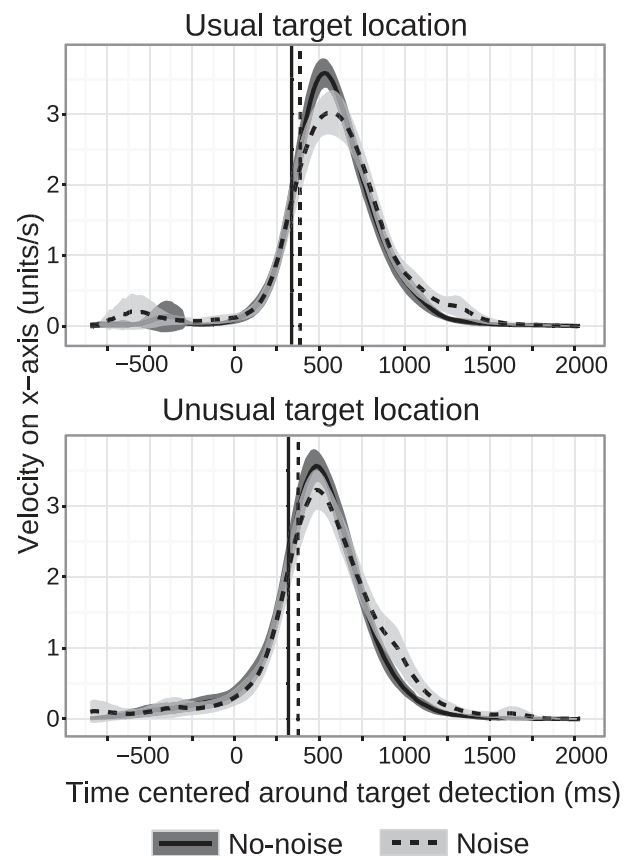 Usual target location
3
2
1
0
−500 0 500 1000 1500 2000
Unusual target location
3
2
1
0
−500 0 500 1000 1500 2000
Velocity on x−axis (units/s)
Time centered around target detection (ms)
No-noise Noise